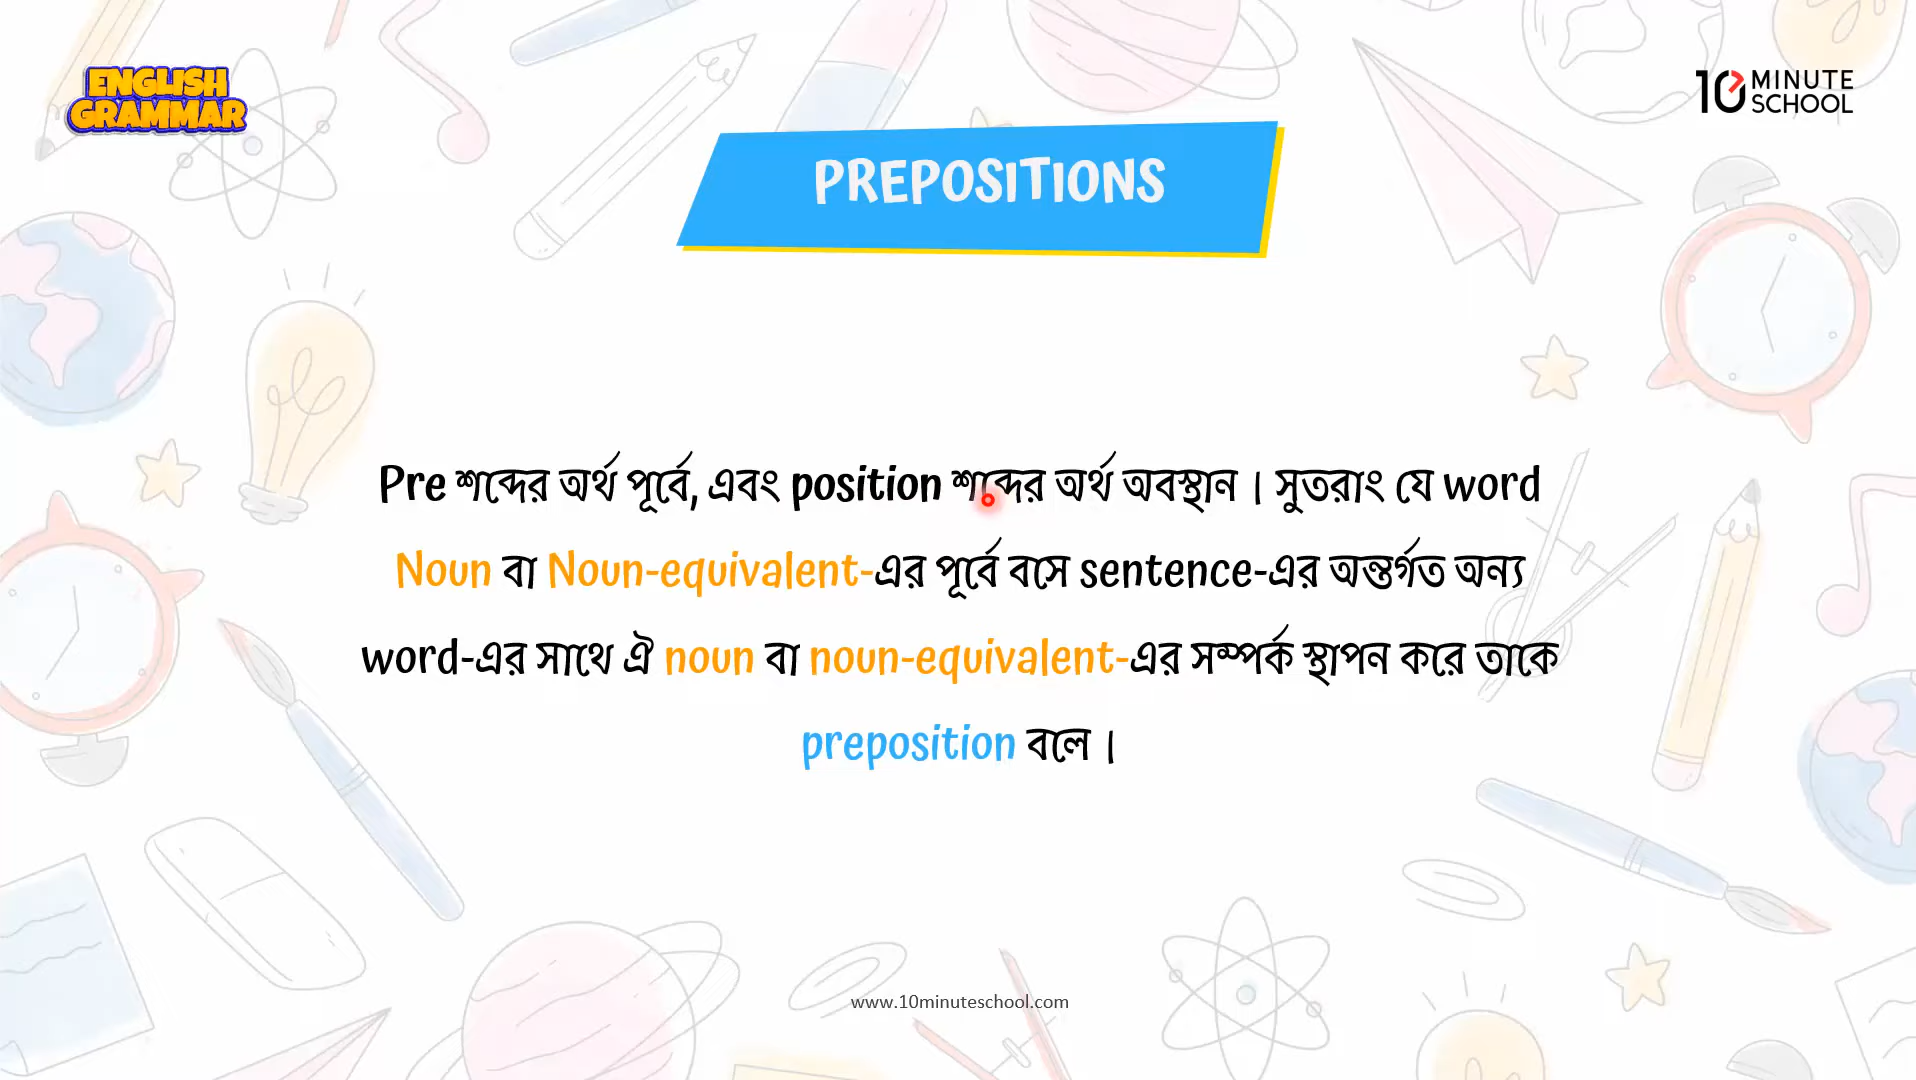 ENGLISH
GRAMMAR
10 MINUTE
SCHOOL
PREPOSITIONS
Pre শব্দের অর্থ পূর্বে, এবং position শব্দের অর্থ অবস্থান । সুতরাং যে word
Noun বা Noun-equivalent-এর পূর্বে বসে sentence-এর অন্তর্গত অন্য
word-এর সাথে ঐ noun বা noun-equivalent-এর সম্পর্ক স্থাপন করে তাকে
preposition বলে ।
www.10minuteschool.com